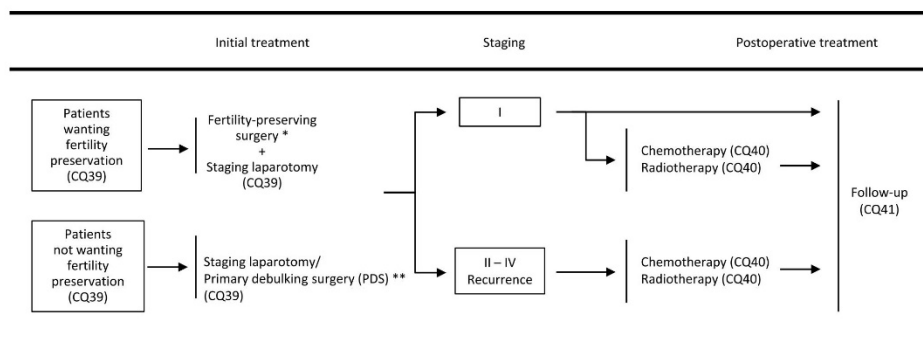 Initial treatment
Staging
Postoperative treatment
Patients
wanting
fertility
preservation
(CQ39)
Fertility-preserving
surgery *
+
Staging laparotomy
(CQ39)
I
Chemotherapy (CQ40)
Radiotherapy (CQ40)
Follow-up
(CQ41)
Patients
not wanting
fertility
preservation
(CQ39)
Staging laparotomy/
Primary debulking surgery (PDS) **
(CQ39)
II – IV
Recurrence
Chemotherapy (CQ40)
Radiotherapy (CQ40)